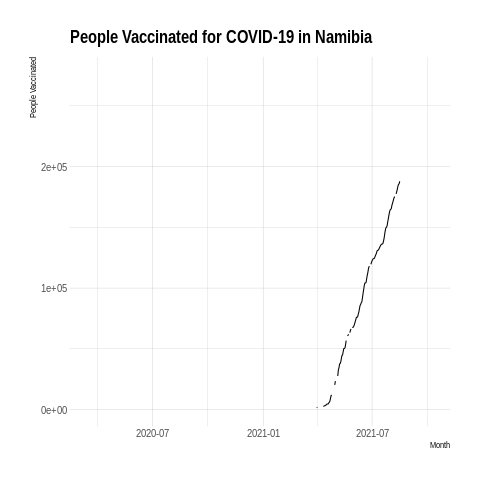 People Vaccinated for COVID-19 in Namibia
People Vaccinated
2e+05
1e+05
0e+00
2020-07 2021-01 2021-07
Month